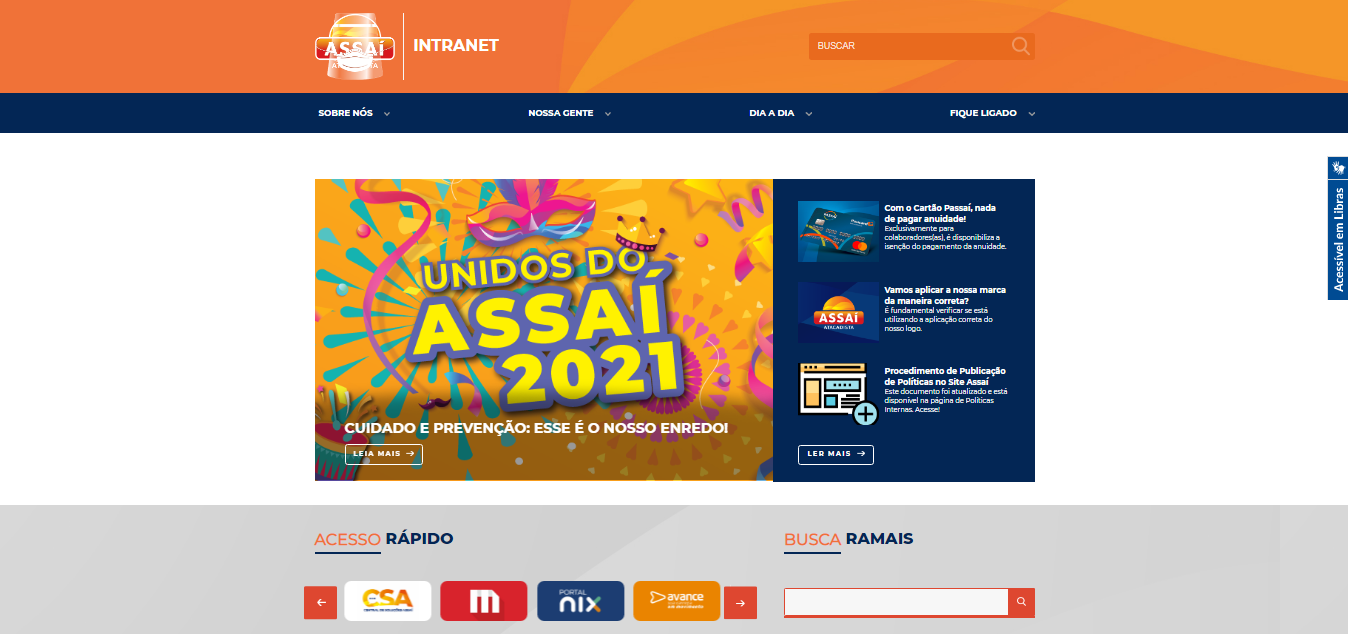 ASSAÍ
INTRANET
BUSCAR
SOBRE NÓS
NOSSA GENTE
DIA A DIA
FIQUE LIGADO
Acessível em Libras
UNIDOS DO
ASSAÍ
2021
CUIDADO E PREVENÇÃO: ESSE É O NOSSO ENREDO!
LEIA MAIS →
Com o Cartão Passaí, nada
de pagar anuidade!
Exclusivamente para
colaboradores(as), é disponibiliza a
isenção do pagamento da anuidade.
ASSAÍ
ATACADISTA
Vamos aplicar a nossa marca
da maneira correta?
É fundamental verificar se está
utilizando a aplicação correta do
nosso logo.
Procedimento de Publicação
de Políticas no Site Assaí
Este documento foi atualizado e está
disponível na página de Políticas
Internas. Acesse!
LER MAIS →
ACESSO RÁPIDO
← CSA
m
PORTAL
nix
avance
→
BUSCA RAMAIS